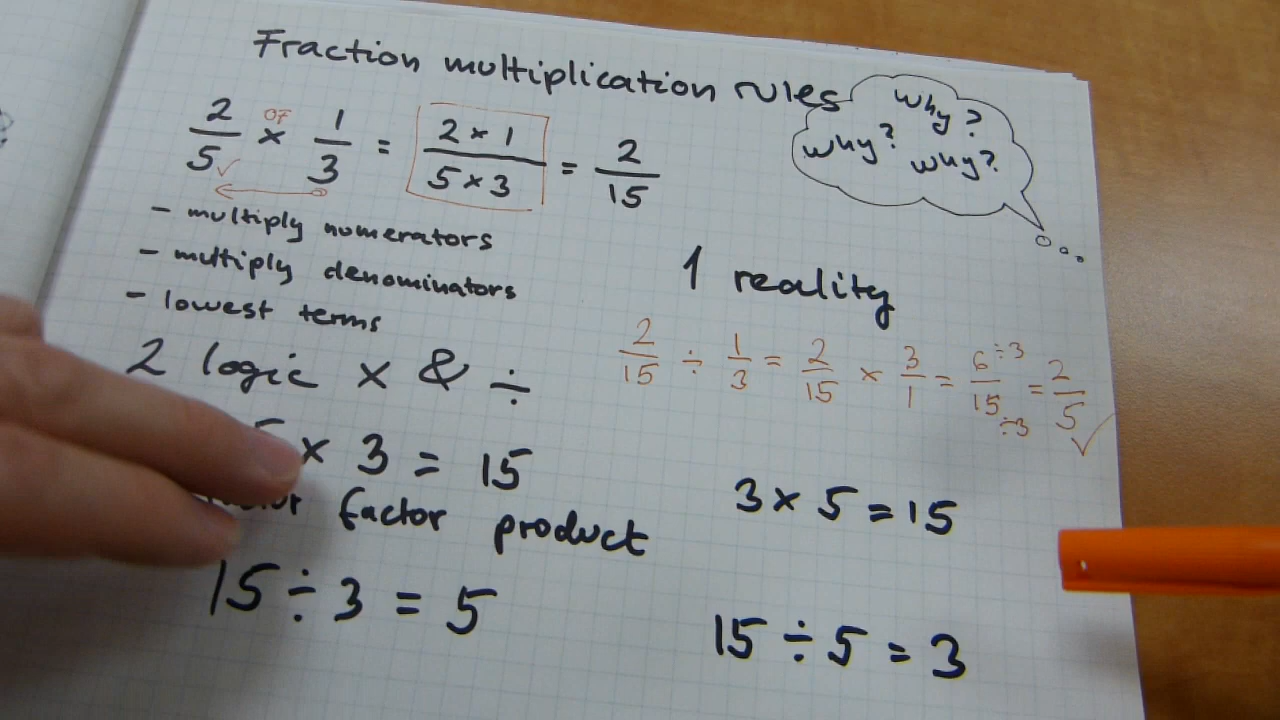 Fraction multiplication rules
why?
why? why?
OF
2/5 × 1/3 = 2×1/5×3 = 2/15
- multiply numerators
- multiply denominators
- lowest terms
1 reality
2/15 ÷ 1/3 = 2/15 × 3/1 = 6÷3/15÷3 = 2/5
2 logic × & ÷
5 × 3 = 15
factor product
3 × 5 = 15
15 ÷ 3 = 5
15 ÷ 5 = 3